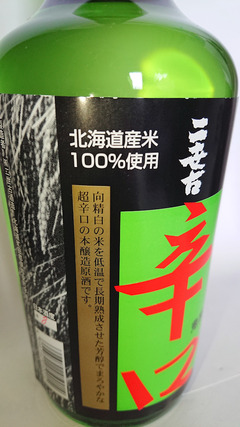 北海道産米
100%使用
二世古
辛口
向精白の米を低温で長期熟成させた芳醇でまろやかな
超辛口の本醸造原酒です。